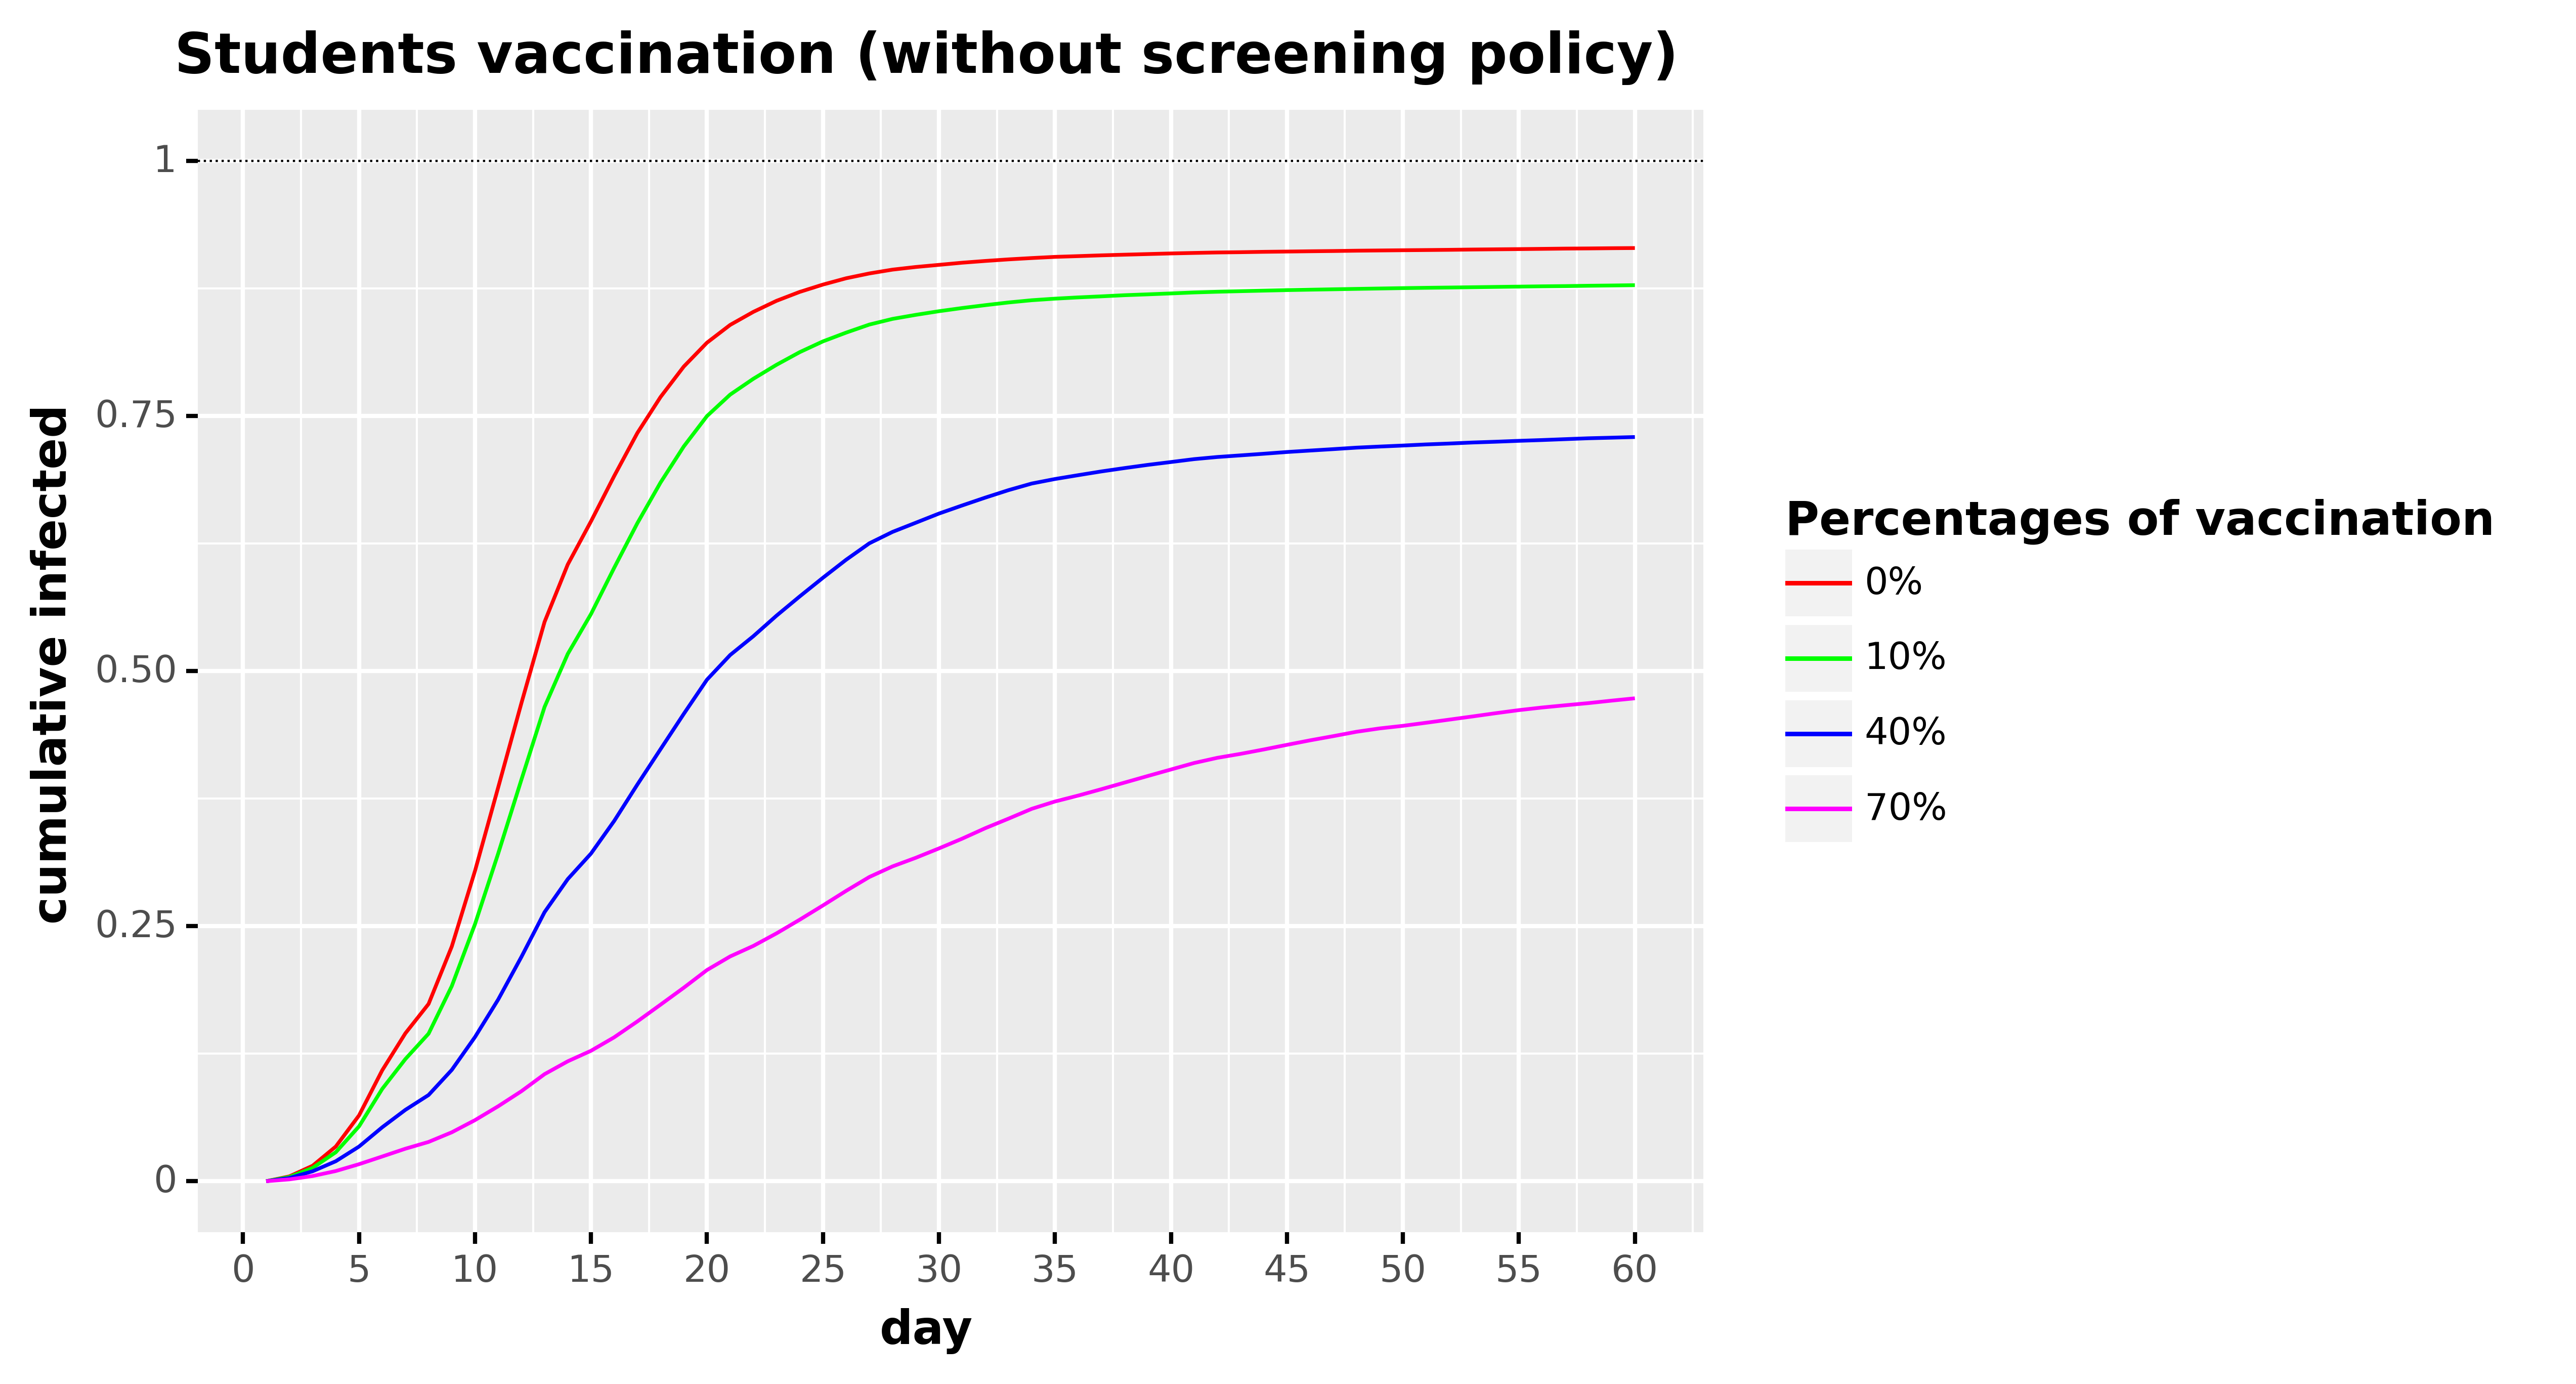 Students vaccination (without screening policy)
1
0.75
0.50
0.25
0
cumulative infected
0 5 10 15 20 25 30 35 40 45 50 55 60
day
Percentages of vaccination
0%
10%
40%
70%